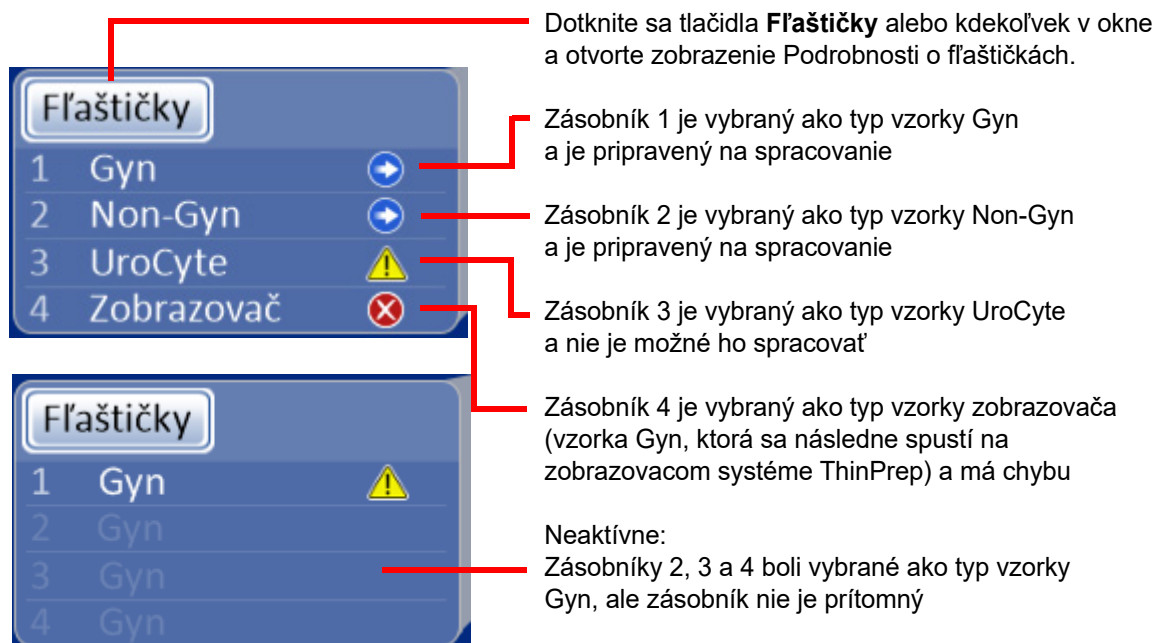 Dotknite sa tlačidla Fľaštičky alebo kdekoľvek v okne
a otvorte zobrazenie Podrobnosti o fľaštičkách.
Fľaštičky
1 Gyn
2 Non-Gyn
3 UroCyte
4 Zobrazovač
Zásobník 1 je vybraný ako typ vzorky Gyn
a je pripravený na spracovanie
Zásobník 2 je vybraný ako typ vzorky Non-Gyn
a je pripravený na spracovanie
Zásobník 3 je vybraný ako typ vzorky UroCyte
a nie je možné ho spracovať
Zásobník 4 je vybraný ako typ vzorky zobrazovača
(vzorka Gyn, ktorá sa následne spustí na
zobrazovacom systéme ThinPrep) a má chybu
Fľaštičky
1 Gyn
2 Gyn
3 Gyn
4 Gyn
Neaktívne:
Zásobníky 2, 3 a 4 boli vybrané ako typ vzorky
Gyn, ale zásobník nie je prítomný